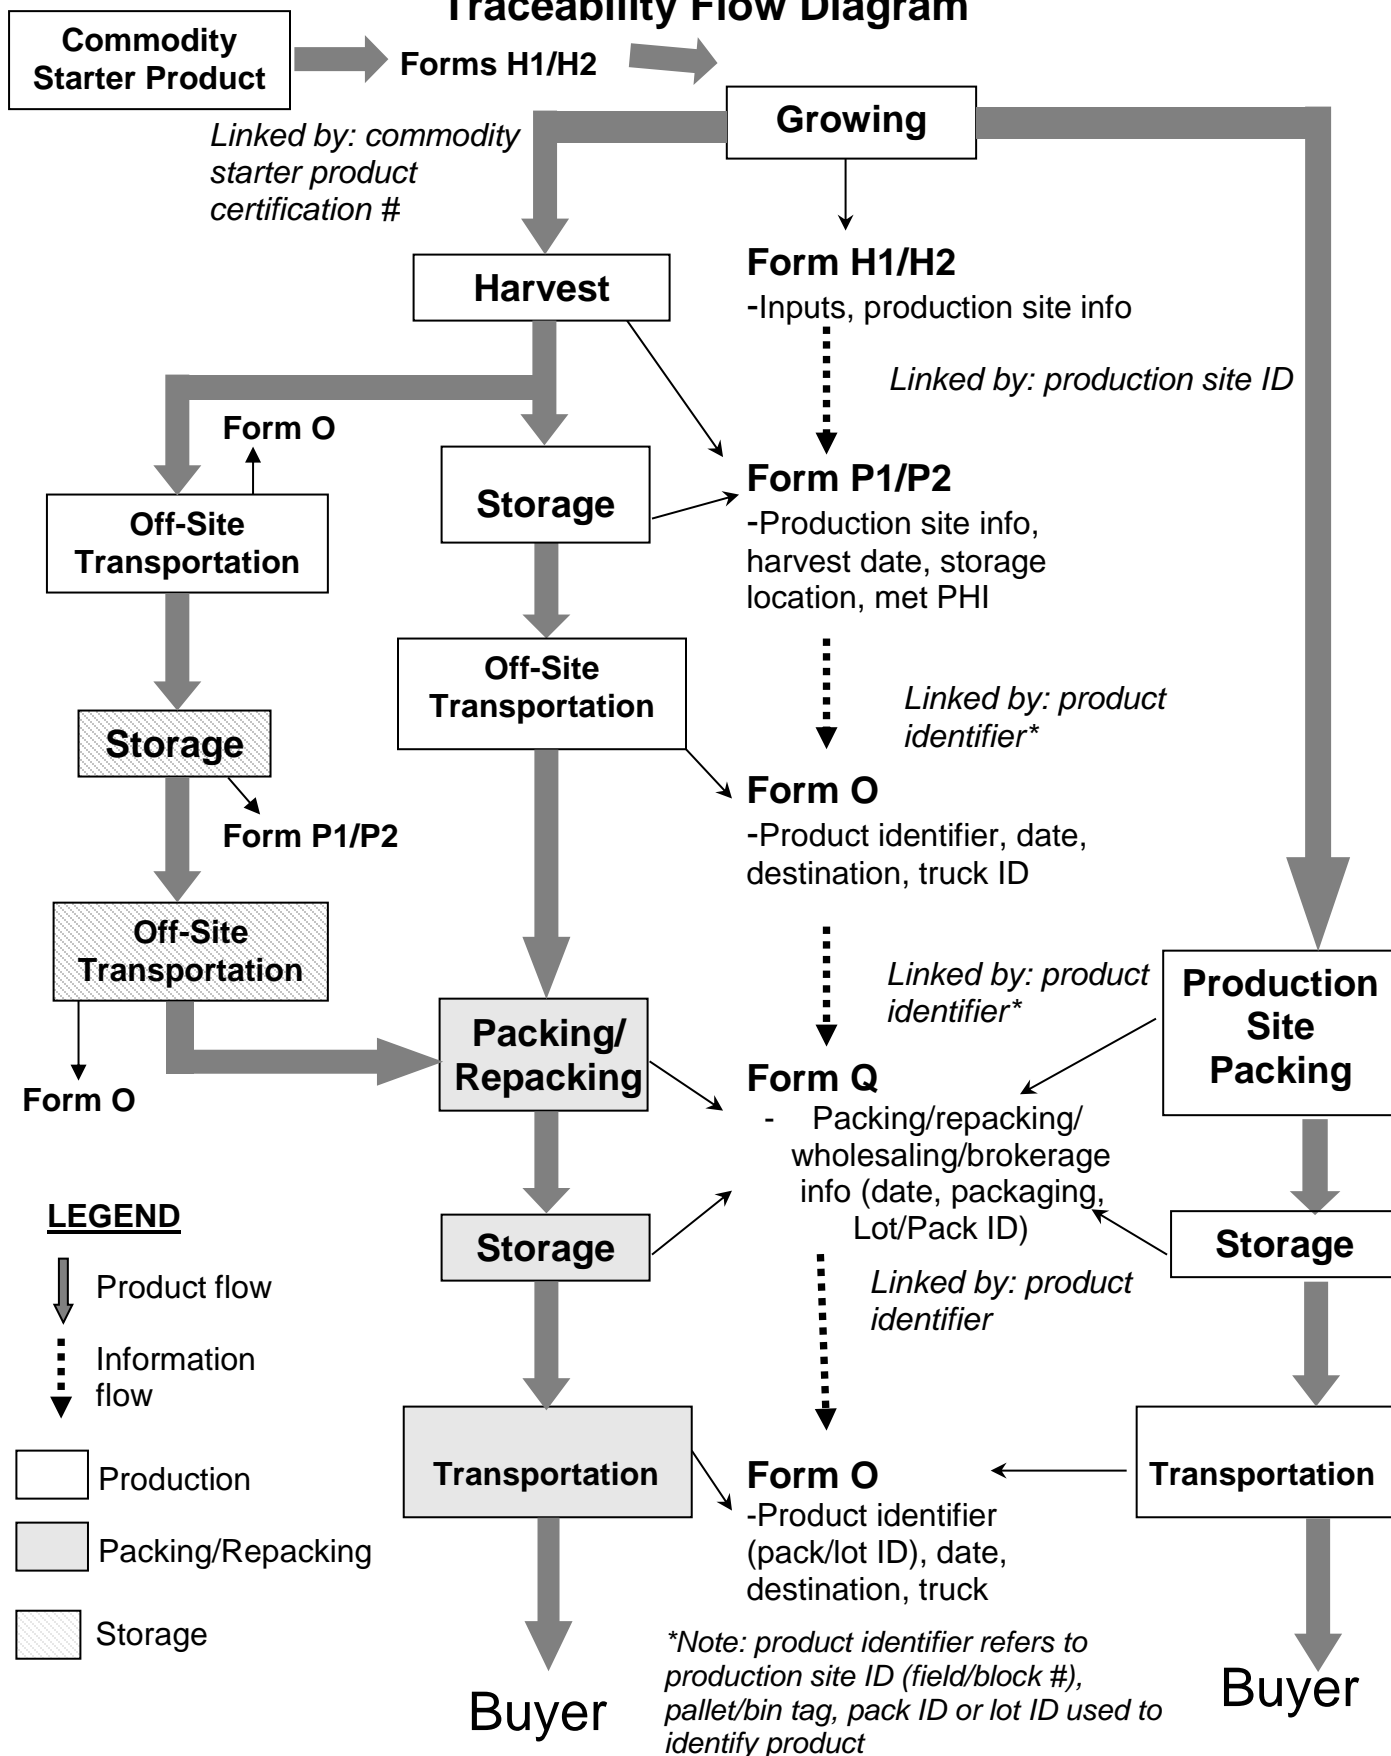 Traceability Flow Diagram
Commodity
Starter Product
Forms H1/H2
Growing
Linked by: commodity
starter product
certification #
Harvest
Form H1/H2
-Inputs, production site info
Linked by: production site ID
Form O
Off-Site
Transportation
Storage
Form P1/P2
-Production site info,
harvest date, storage
location, met PHI
Off-Site
Transportation
Linked by: product
identifier*
Storage
Form P1/P2
Form O
-Product identifier, date,
destination, truck ID
Off-Site
Transportation
Form O
Linked by: product
identifier*
Production
Site
Packing
Packing/
Repacking
Form Q
- Packing/repacking/
wholesaling/brokerage
info (date, packaging,
Lot/Pack ID)
Storage
Storage
Linked by: product
identifier
LEGEND
Product flow
Information
flow
Production
Packing/Repacking
Storage
Transportation
Form O
-Product identifier
(pack/lot ID), date,
destination, truck
Transportation
*Note: product identifier refers to
production site ID (field/block #),
pallet/bin tag, pack ID or lot ID used to
identify product
Buyer
Buyer